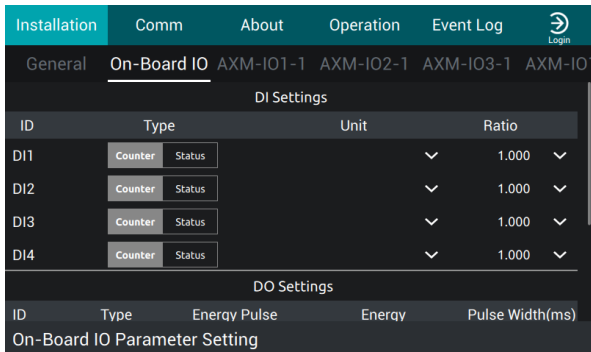 Installation Comm About Operation Event Log Login
General On-Board IO AXM-IO1-1 AXM-IO2-1 AXM-IO3-1 AXM-IO
DI Settings
ID Type Unit Ratio
DI1 Counter Status 1.000
DI2 Counter Status 1.000
DI3 Counter Status 1.000
DI4 Counter Status 1.000
DO Settings
ID Type Energy Pulse Energy Pulse Width(ms)
On-Board IO Parameter Setting